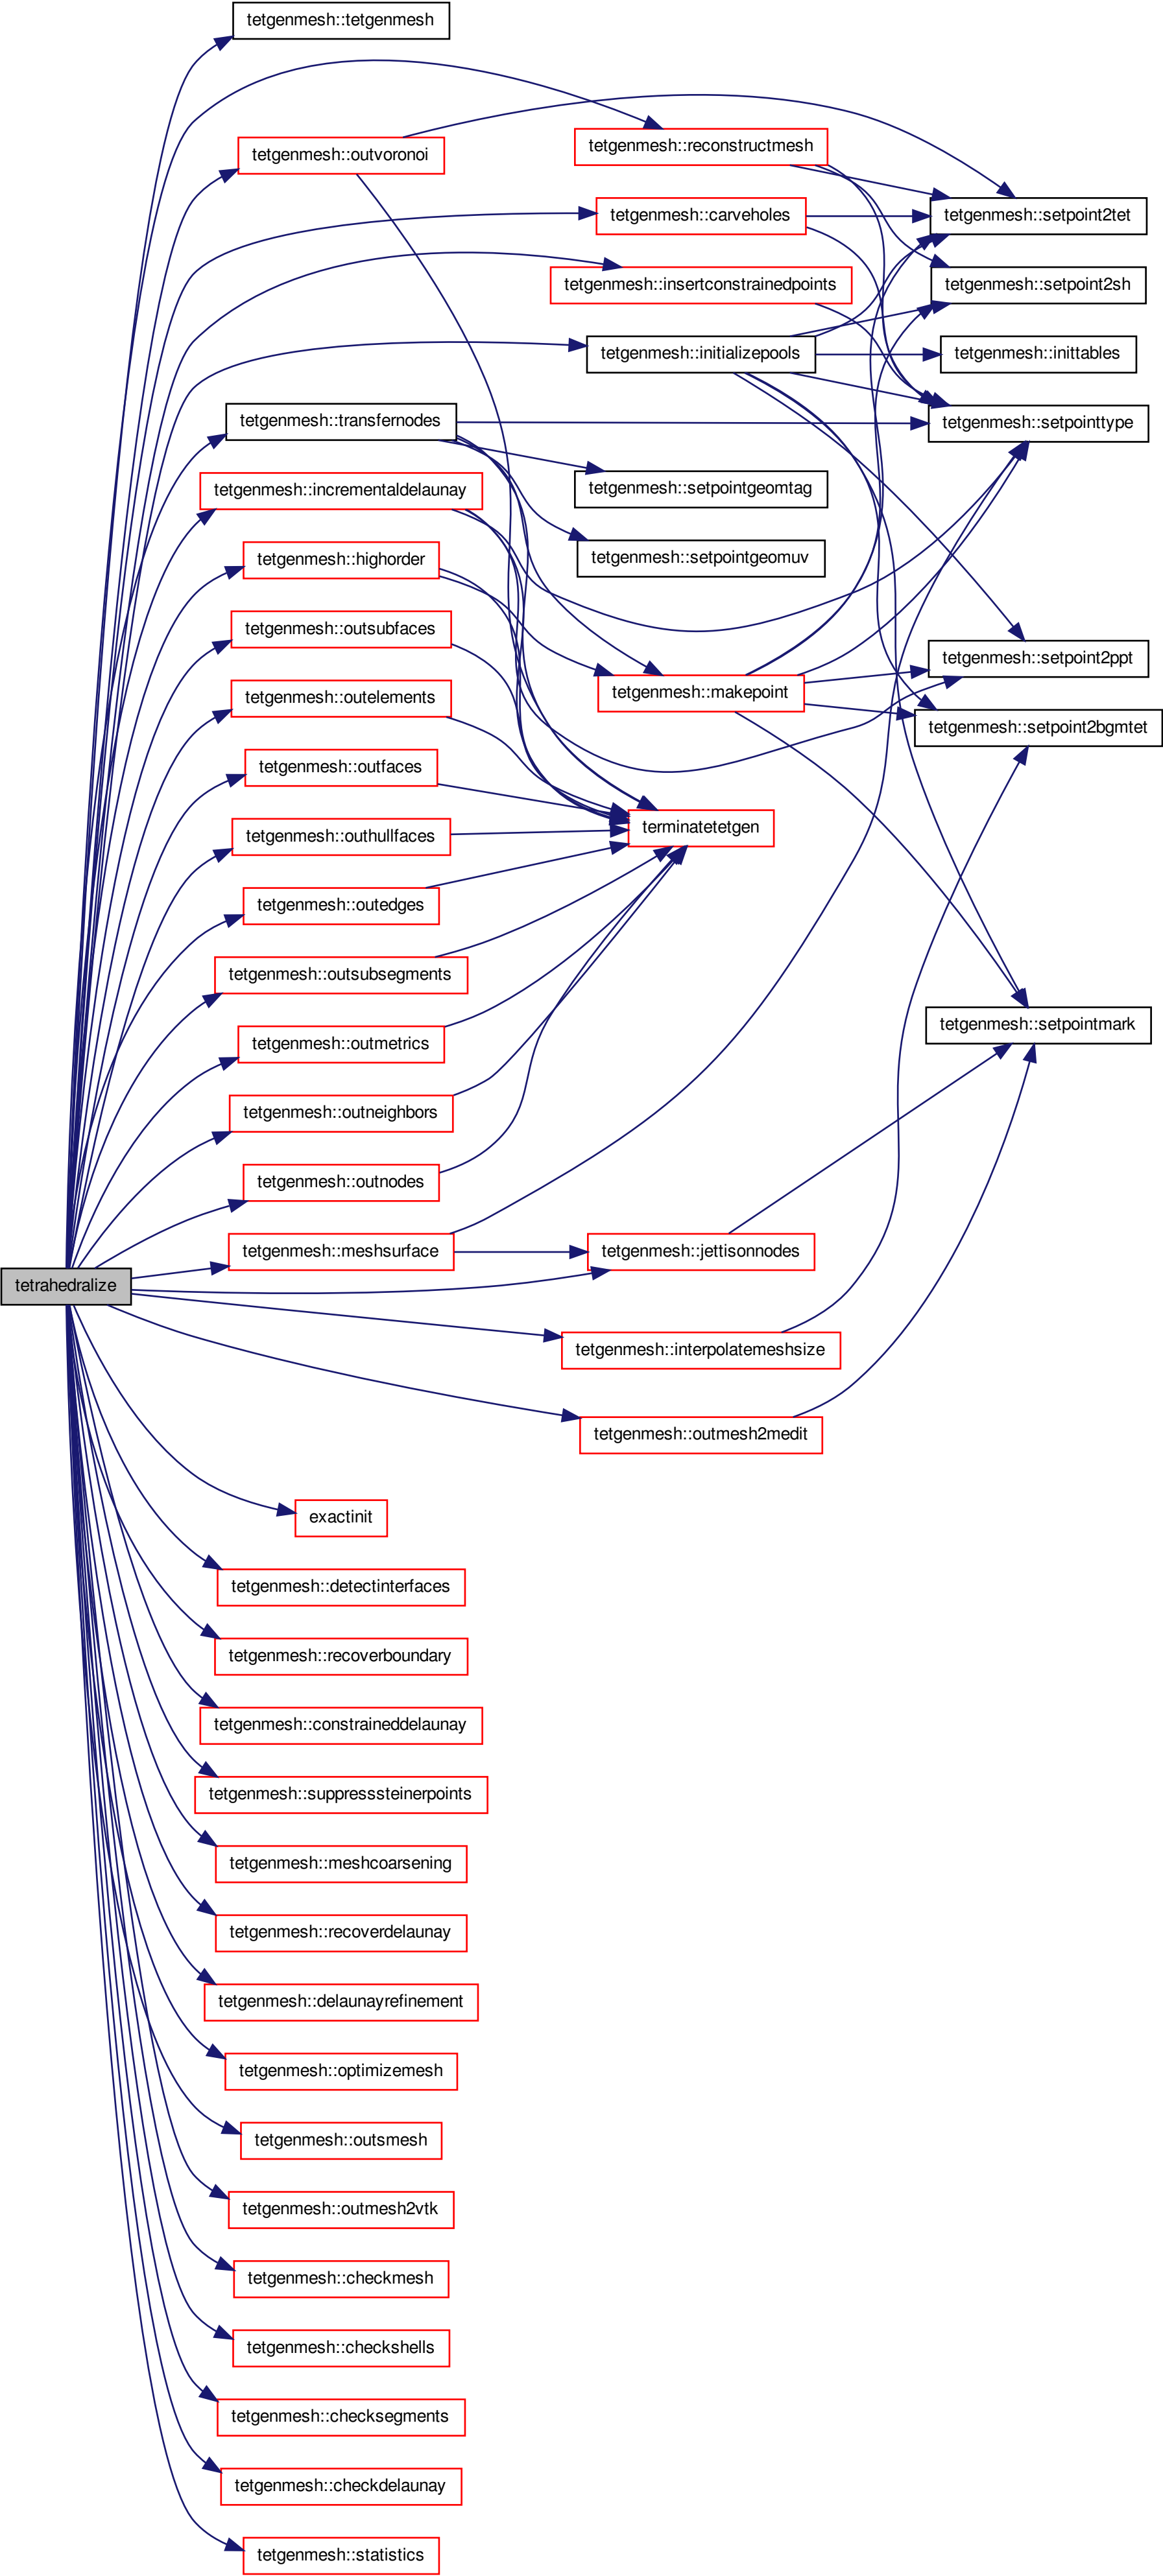 tetgenmesh::tetgenmesh
tetgenmesh::outvoronoi
tetgenmesh::reconstructmesh
tetgenmesh::carveholes
tetgenmesh::setpoint2tet
tetgenmesh::insertconstrainedpoints
tetgenmesh::setpoint2sh
tetgenmesh::initializepools
tetgenmesh::inittables
tetgenmesh::transfernodes
tetgenmesh::setpointtype
tetgenmesh::incrementaldelaunay
tetgenmesh::setpointgeomtag
tetgenmesh::highorder
tetgenmesh::setpointgeomuv
tetgenmesh::outsubfaces
tetgenmesh::setpoint2ppt
tetgenmesh::outelements
tetgenmesh::makepoint
tetgenmesh::setpoint2bgmtet
tetgenmesh::outfaces
tetgenmesh::outhullfaces
terminatetetgen
tetgenmesh::outedges
tetgenmesh::outsubsegments
tetgenmesh::outmetrics
tetgenmesh::setpointmark
tetgenmesh::outneighbors
tetgenmesh::outnodes
tetgenmesh::meshsurface
tetgenmesh::jettisonnodes
tetrahedralize
tetgenmesh::interpolatemeshsize
tetgenmesh::outmesh2medit
exactinit
tetgenmesh::detectinterfaces
tetgenmesh::recoverboundary
tetgenmesh::constraineddelaunay
tetgenmesh::suppresssteinerpoints
tetgenmesh::meshcoarsening
tetgenmesh::recoverdelaunay
tetgenmesh::delaunayrefinement
tetgenmesh::optimizemesh
tetgenmesh::outsmesh
tetgenmesh::outmesh2vtk
tetgenmesh::checkmesh
tetgenmesh::checkshells
tetgenmesh::checksegments
tetgenmesh::checkdelaunay
tetgenmesh::statistics